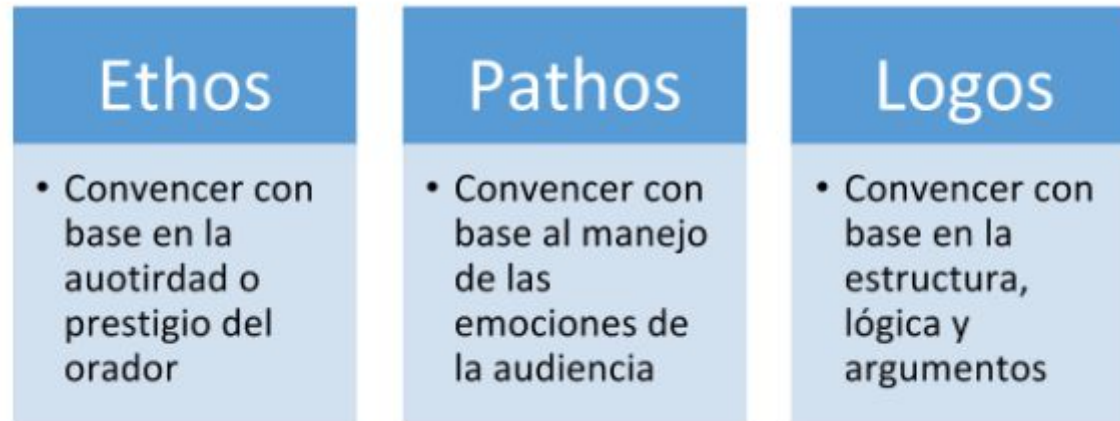 Ethos
• Convencer con
base en la
auotirdad o
prestigio del
orador
Pathos
• Convencer con
base al manejo
de las
emociones de
la audiencia
Logos
• Convencer con
base en la
estructura,
lógica y
argumentos